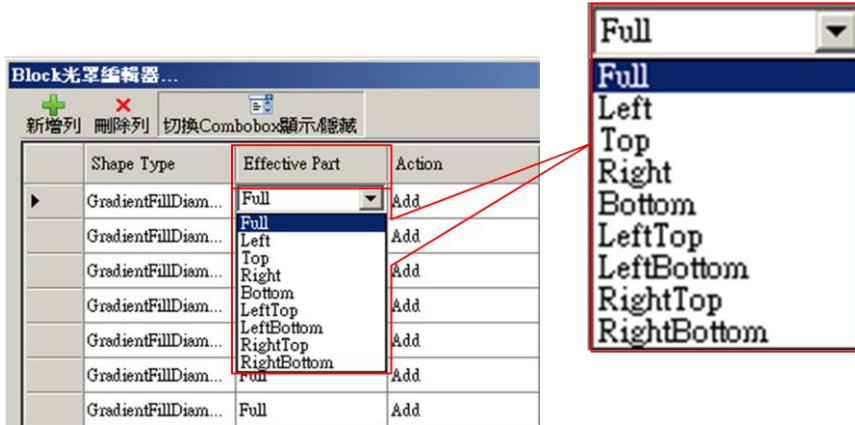 Block光罩編輯器...
新增列 刪除列 切換Combobox顯示/隱藏
Shape Type Effective Part Action
GradientFillDiam... Full Add
GradientFillDiam... Full Add
Left
GradientFillDiam... Top Add
Right
GradientFillDiam... Bottom Add
LeftTop
GradientFillDiam... LeftBottom Add
RightTop
RightBottom
GradientFillDiam... Full Add
GradientFillDiam... Full Add
Full
Full
Left
Top
Right
Bottom
LeftTop
LeftBottom
RightTop
RightBottom